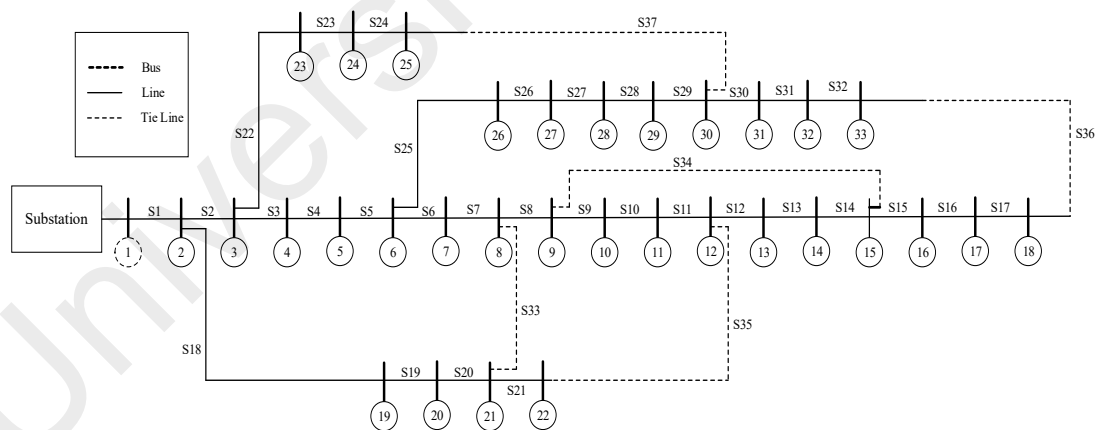 S23 S24 S37
23 24 25
Bus
Line
Tie Line
S26 S27 S28 S29 S30 S31 S32
26 27 28 29 30 31 32 33
S22
S25
S36
S34
Substation
S1 S2 S3 S4 S5 S6 S7 S8 S9 S10 S11 S12 S13 S14 S15 S16 S17
1 2 3 4 5 6 7 8 9 10 11 12 13 14 15 16 17 18
S33
S35
S18
S19 S20 S21
19 20 21 22
Universi